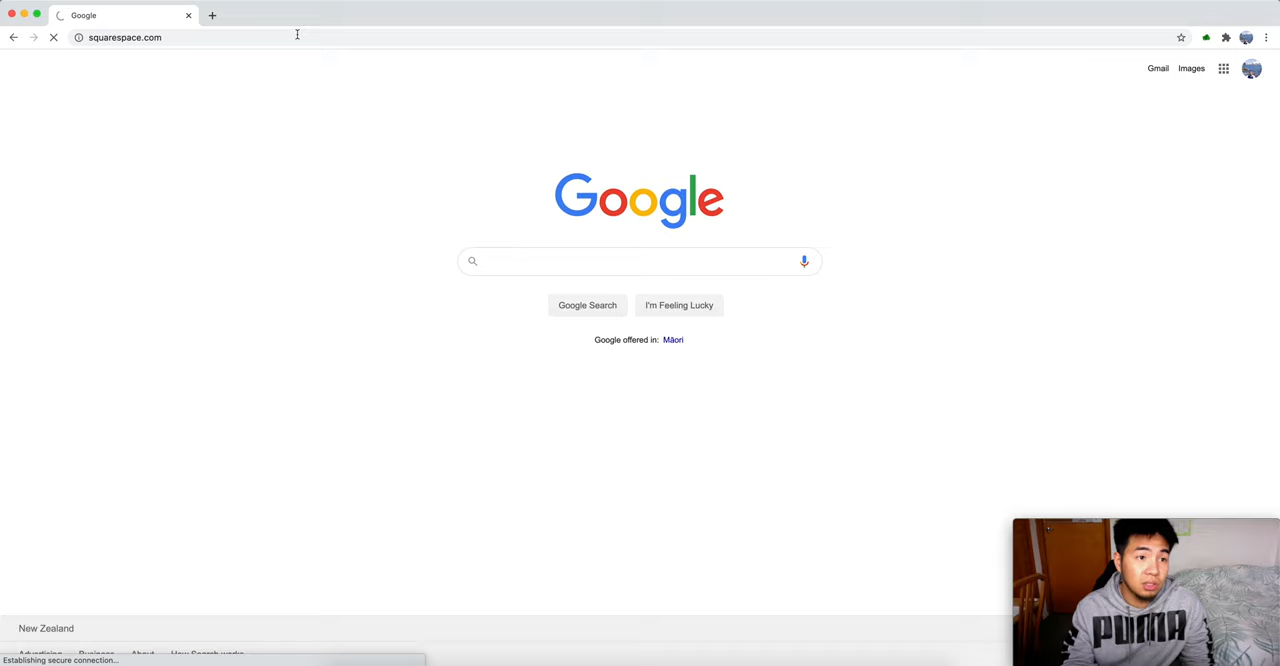 Google
squarespace.com
Gmail Images
Google
Google Search I'm Feeling Lucky
Google offered in: Māori
New Zealand
Advertising Business About How Search works
Establishing secure connection...
PUMA